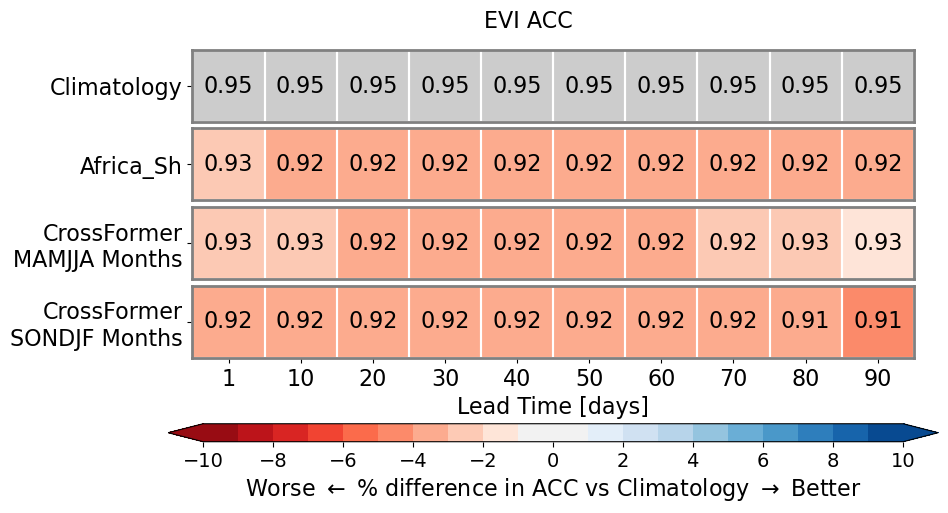 EVI ACC
Climatology 0.95 0.95 0.95 0.95 0.95 0.95 0.95 0.95 0.95 0.95
Africa_Sh 0.93 0.92 0.92 0.92 0.92 0.92 0.92 0.92 0.92 0.92
CrossFormer
MAMJJA Months 0.93 0.93 0.92 0.92 0.92 0.92 0.92 0.92 0.93 0.93
CrossFormer
SONDJF Months 0.92 0.92 0.92 0.92 0.92 0.92 0.92 0.92 0.91 0.91
1 10 20 30 40 50 60 70 80 90
Lead Time [days]
−10 −8 −6 −4 −2 0 2 4 6 8 10
Worse ← % difference in ACC vs Climatology → Better